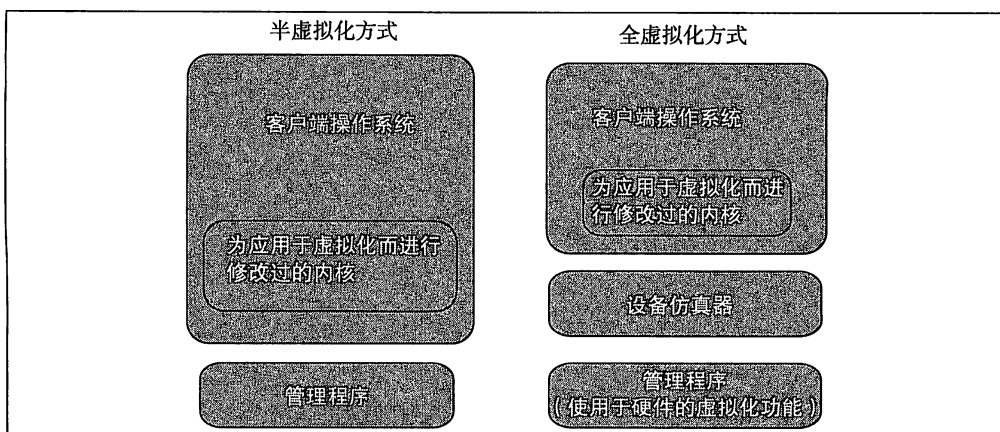 半虚拟化方式
客户端操作系统
为应用于虚拟化而进行
修改过的内核
管理程序
全虚拟化方式
客户端操作系统
为应用于虚拟化而进
行修改过的内核
设备仿真器
管理程序
(使用于硬件的虚拟化功能)